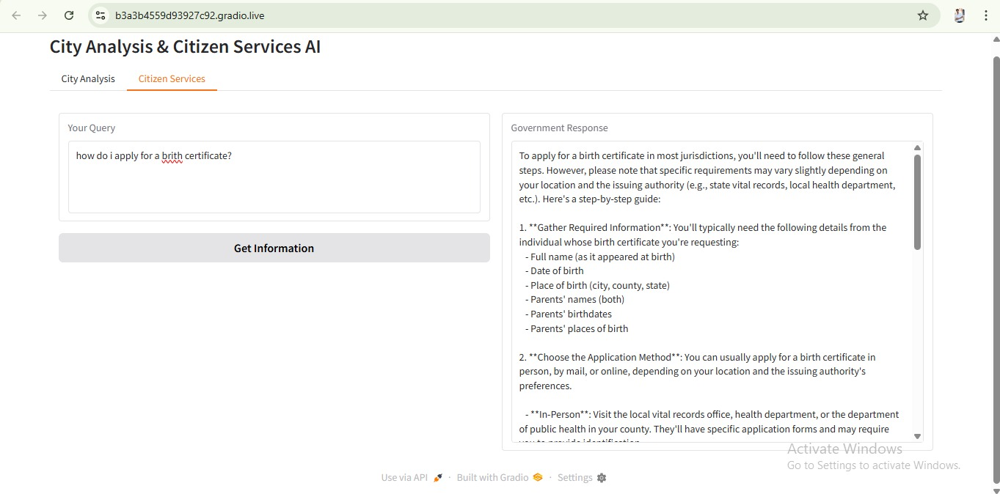 b3a3b4559d93927c92.gradio.live
City Analysis & Citizen Services AI
City Analysis
Citizen Services
Your Query
how do i apply for a brith certificate?
Get Information
Government Response
To apply for a birth certificate in most jurisdictions, you'll need to follow these general
steps. However, please note that specific requirements may vary slightly depending on
your location and the issuing authority (e.g., state vital records, local health department,
etc.). Here's a step-by-step guide:
1. **Gather Required Information**: You'll typically need the following details from the
individual whose birth certificate you're requesting:
- Full name (as it appeared at birth)
- Date of birth
- Place of birth (city, county, state)
- Parents' names (both)
- Parents' birthdates
- Parents' places of birth
2. **Choose the Application Method**: You can usually apply for a birth certificate in
person, by mail, or online, depending on your location and the issuing authority's
preferences.
- **In-Person**: Visit the local vital records office, health department, or the department
of public health in your county. They'll have specific application forms and may require
you to provide identification.
Activate Windows
Go to Settings to activate Windows.
Use via API · Built with Gradio · Settings